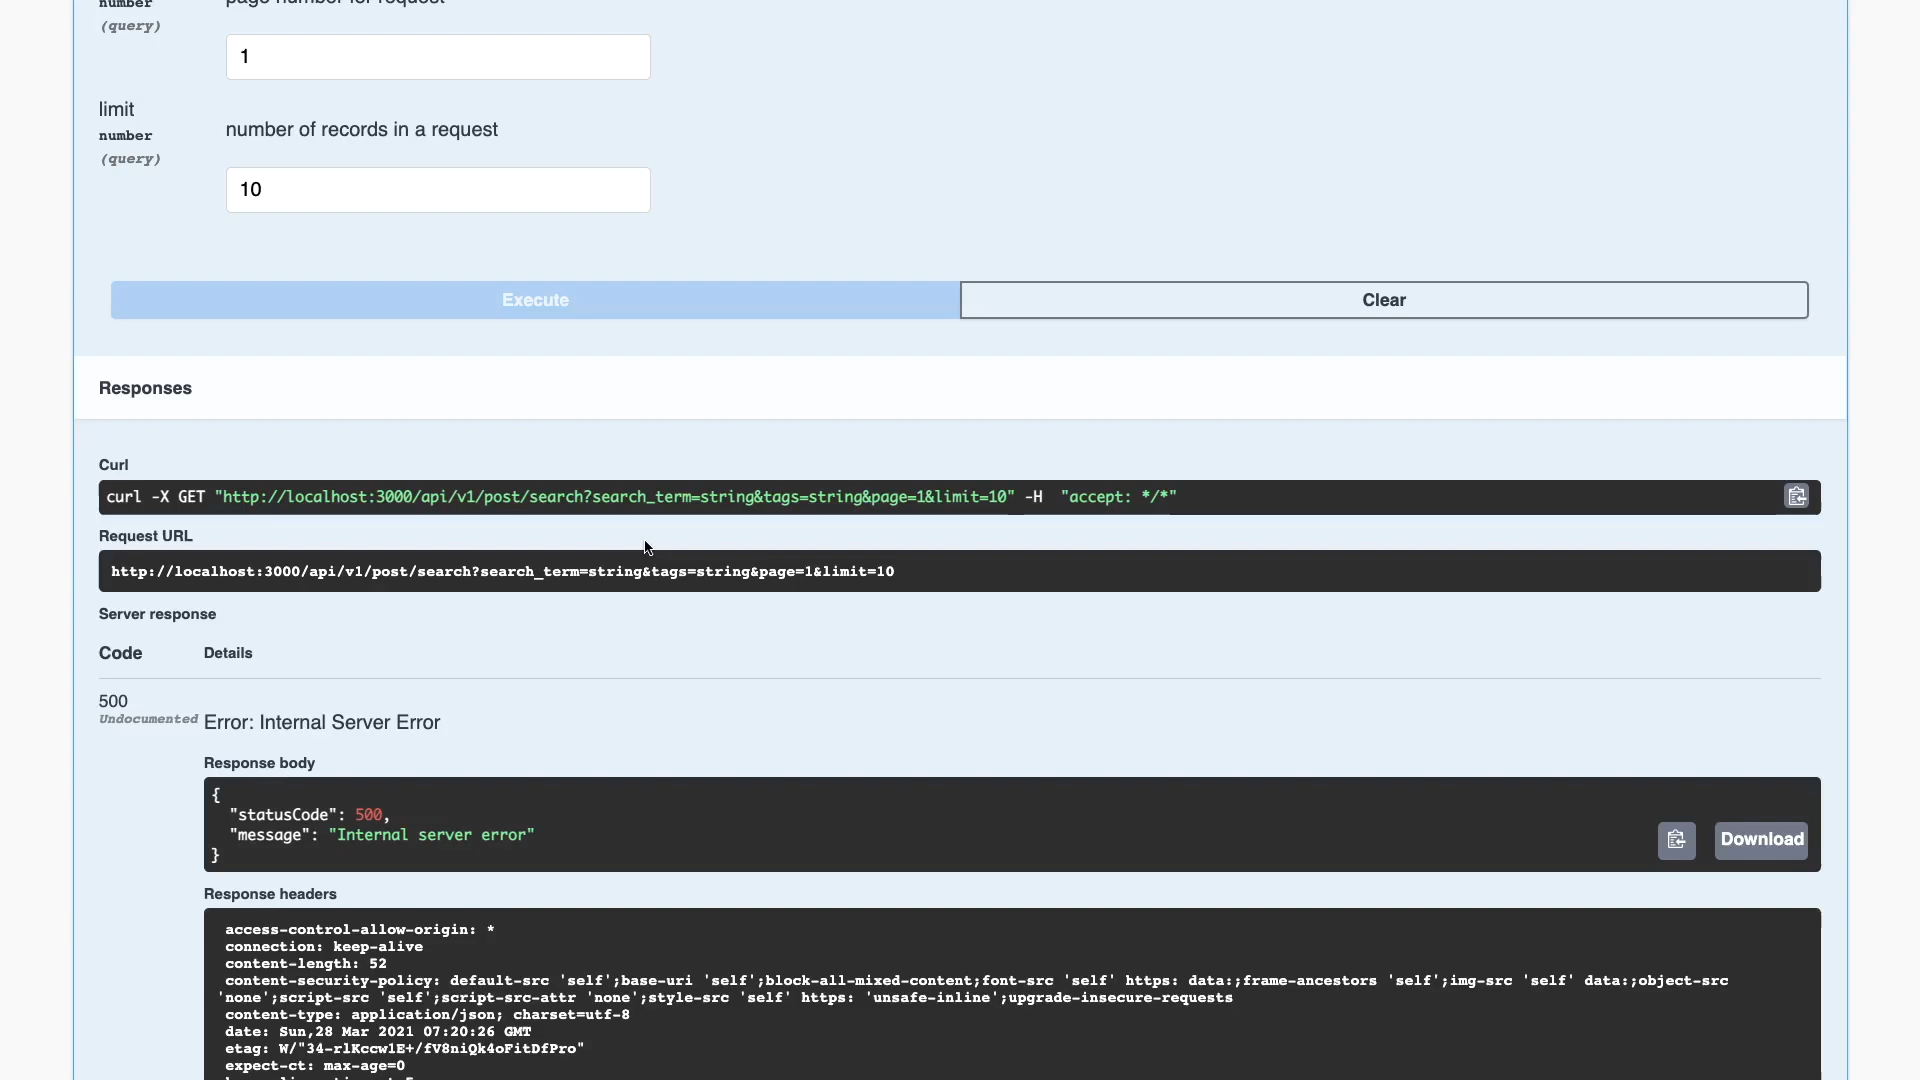 number
page number for request
(query)
1
limit
number
number of records in a request
(query)
10
Execute
Clear
Responses
Curl
curl -X GET "http://localhost:3000/api/v1/post/search?search_term=string&tags=string&page=1&limit=10" -H  "accept: */*"
Request URL
http://localhost:3000/api/v1/post/search?search_term=string&tags=string&page=1&limit=10
Server response
Code
Details
500
Undocumented
Error: Internal Server Error
Response body
{
  "statusCode": 500,
  "message": "Internal server error"
}
Download
Response headers
access-control-allow-origin: *
connection: keep-alive
content-length: 52
content-security-policy: default-src 'self';base-uri 'self';block-all-mixed-content;font-src 'self' https: data:;frame-ancestors 'self';img-src 'self' data:;object-src
'none';script-src 'self';script-src-attr 'none';style-src 'self' https: 'unsafe-inline';upgrade-insecure-requests
content-type: application/json; charset=utf-8
date: Sun,28 Mar 2021 07:20:26 GMT
etag: W/"34-rlKccw1E+/fV8niQk4oFitDfPro"
expect-ct: max-age=0